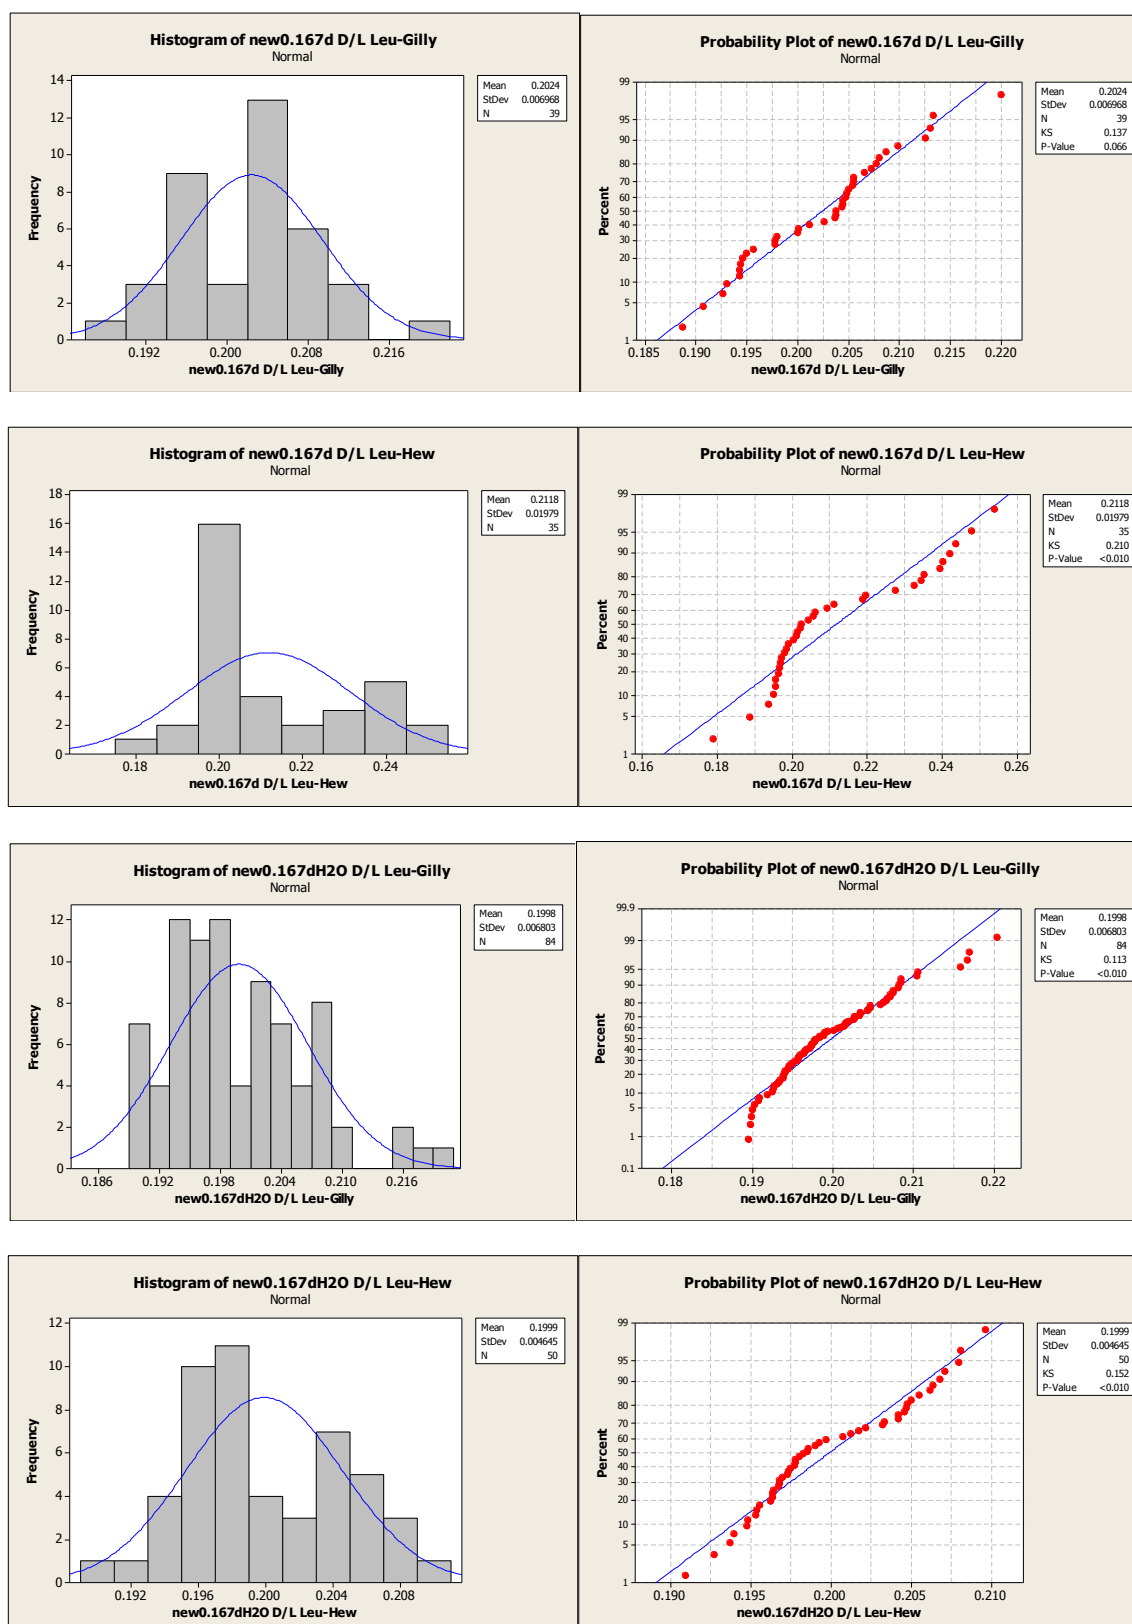 Histogram of new0.167d D/L Leu-Gilly
Normal
Mean 0.2024
StDev 0.006968
N 39
Frequency
14
12
10
8
6
4
2
0
0.192 0.200 0.208 0.216
new0.167d D/L Leu-Gilly
Probability Plot of new0.167d D/L Leu-Gilly
Normal
Mean 0.2024
StDev 0.006968
N 39
KS 0.137
P-Value 0.066
Percent
99
95
90
80
70
60
50
40
30
20
10
5
1
0.185 0.190 0.195 0.200 0.205 0.210 0.215 0.220
new0.167d D/L Leu-Gilly
Histogram of new0.167d D/L Leu-Hew
Normal
Mean 0.2118
StDev 0.01979
N 35
Frequency
18
16
14
12
10
8
6
4
2
0
0.18 0.20 0.22 0.24
new0.167d D/L Leu-Hew
Probability Plot of new0.167d D/L Leu-Hew
Normal
Mean 0.2118
StDev 0.01979
N 35
KS 0.210
P-Value <0.010
Percent
99
95
90
80
70
60
50
40
30
20
10
5
1
0.16 0.18 0.20 0.22 0.24 0.26
new0.167d D/L Leu-Hew
Histogram of new0.167dH2O D/L Leu-Gilly
Normal
Mean 0.1998
StDev 0.006803
N 84
Frequency
12
10
8
6
4
2
0
0.186 0.192 0.198 0.204 0.210 0.216
new0.167dH2O D/L Leu-Gilly
Probability Plot of new0.167dH2O D/L Leu-Gilly
Normal
Mean 0.1998
StDev 0.006803
N 84
KS 0.113
P-Value <0.010
Percent
99.9
99
95
90
80
70
60
50
40
30
20
10
5
1
0.1
0.18 0.19 0.20 0.21 0.22
new0.167dH2O D/L Leu-Gilly
Histogram of new0.167dH2O D/L Leu-Hew
Normal
Mean 0.1999
StDev 0.004645
N 50
Frequency
12
10
8
6
4
2
0
0.192 0.196 0.200 0.204 0.208
new0.167dH2O D/L Leu-Hew
Probability Plot of new0.167dH2O D/L Leu-Hew
Normal
Mean 0.1999
StDev 0.004645
N 50
KS 0.152
P-Value <0.010
Percent
99
95
90
80
70
60
50
40
30
20
10
5
1
0.190 0.195 0.200 0.205 0.210
new0.167dH2O D/L Leu-Hew